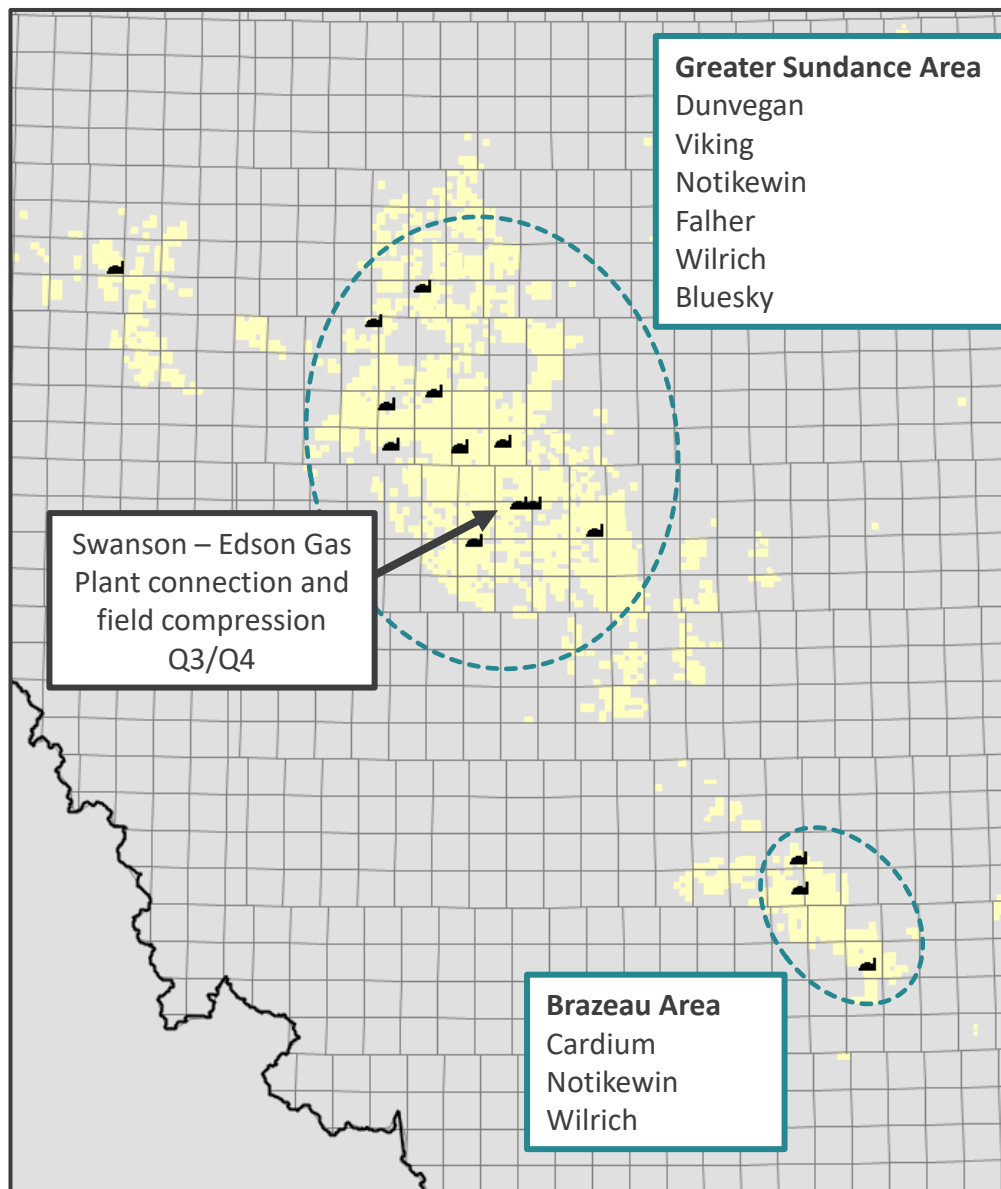 Greater Sundance Area
Dunvegan
Viking
Notikewin
Falher
Wilrich
Bluesky
Swanson – Edson Gas
Plant connection and
field compression
Q3/Q4
Brazeau Area
Cardium
Notikewin
Wilrich